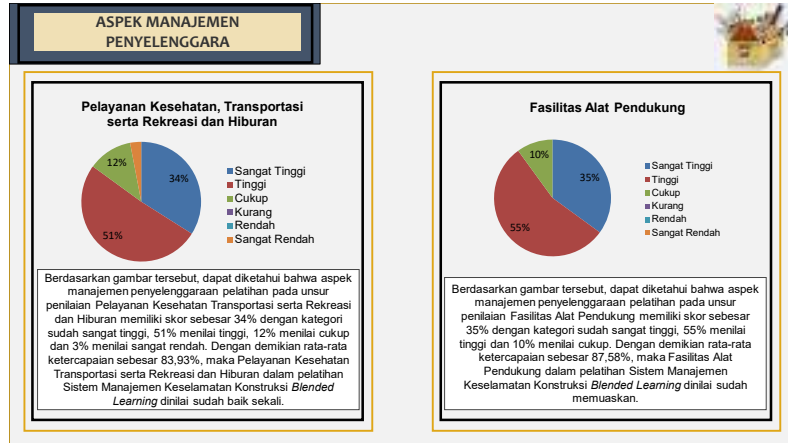 ASPEK MANAJEMEN
PENYELENGGARA
Pelayanan Kesehatan, Transportasi
serta Rekreasi dan Hiburan
12%
34%
51%
Sangat Tinggi
Tinggi
Cukup
Kurang
Rendah
Sangat Rendah
Berdasarkan gambar tersebut, dapat diketahui bahwa aspek
manajemen penyelenggaraan pelatihan pada unsur
penilaian Pelayanan Kesehatan Transportasi serta Rekreasi
dan Hiburan memiliki skor sebesar 34% dengan kategori
sudah sangat tinggi, 51% menilai tinggi, 12% menilai cukup
dan 3% menilai sangat rendah. Dengan demikian rata-rata
ketercapaian sebesar 83,93%, maka Pelayanan Kesehatan
Transportasi serta Rekreasi dan Hiburan dalam pelatihan
Sistem Manajemen Keselamatan Konstruksi Blended
Learning dinilai sudah baik sekali.
Fasilitas Alat Pendukung
10%
35%
55%
Sangat Tinggi
Tinggi
Cukup
Kurang
Rendah
Sangat Rendah
Berdasarkan gambar tersebut, dapat diketahui bahwa aspek
manajemen penyelenggaraan pelatihan pada unsur
penilaian Fasilitas Alat Pendukung memiliki skor sebesar
35% dengan kategori sudah sangat tinggi, 55% menilai
tinggi dan 10% menilai cukup. Dengan demikian rata-rata
ketercapaian sebesar 87,58%, maka Fasilitas Alat
Pendukung dalam pelatihan Sistem Manajemen
Keselamatan Konstruksi Blended Learning dinilai sudah
memuaskan.